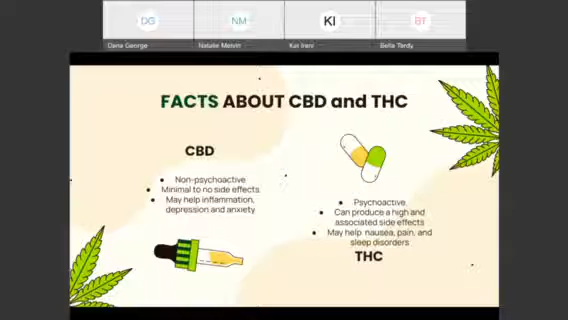 DG
NM
KI
BT
Dana George
Natalie Melvin
Kai Irani
Bella Terdy
FACTS ABOUT CBD and THC
CBD
Non-psychoactive
Minimal to no side effects.
May help inflammation,
depression and anxiety
Psychoactive.
Can produce a high and
associated side effects
May help nausea, pain, and
sleep disorders
THC